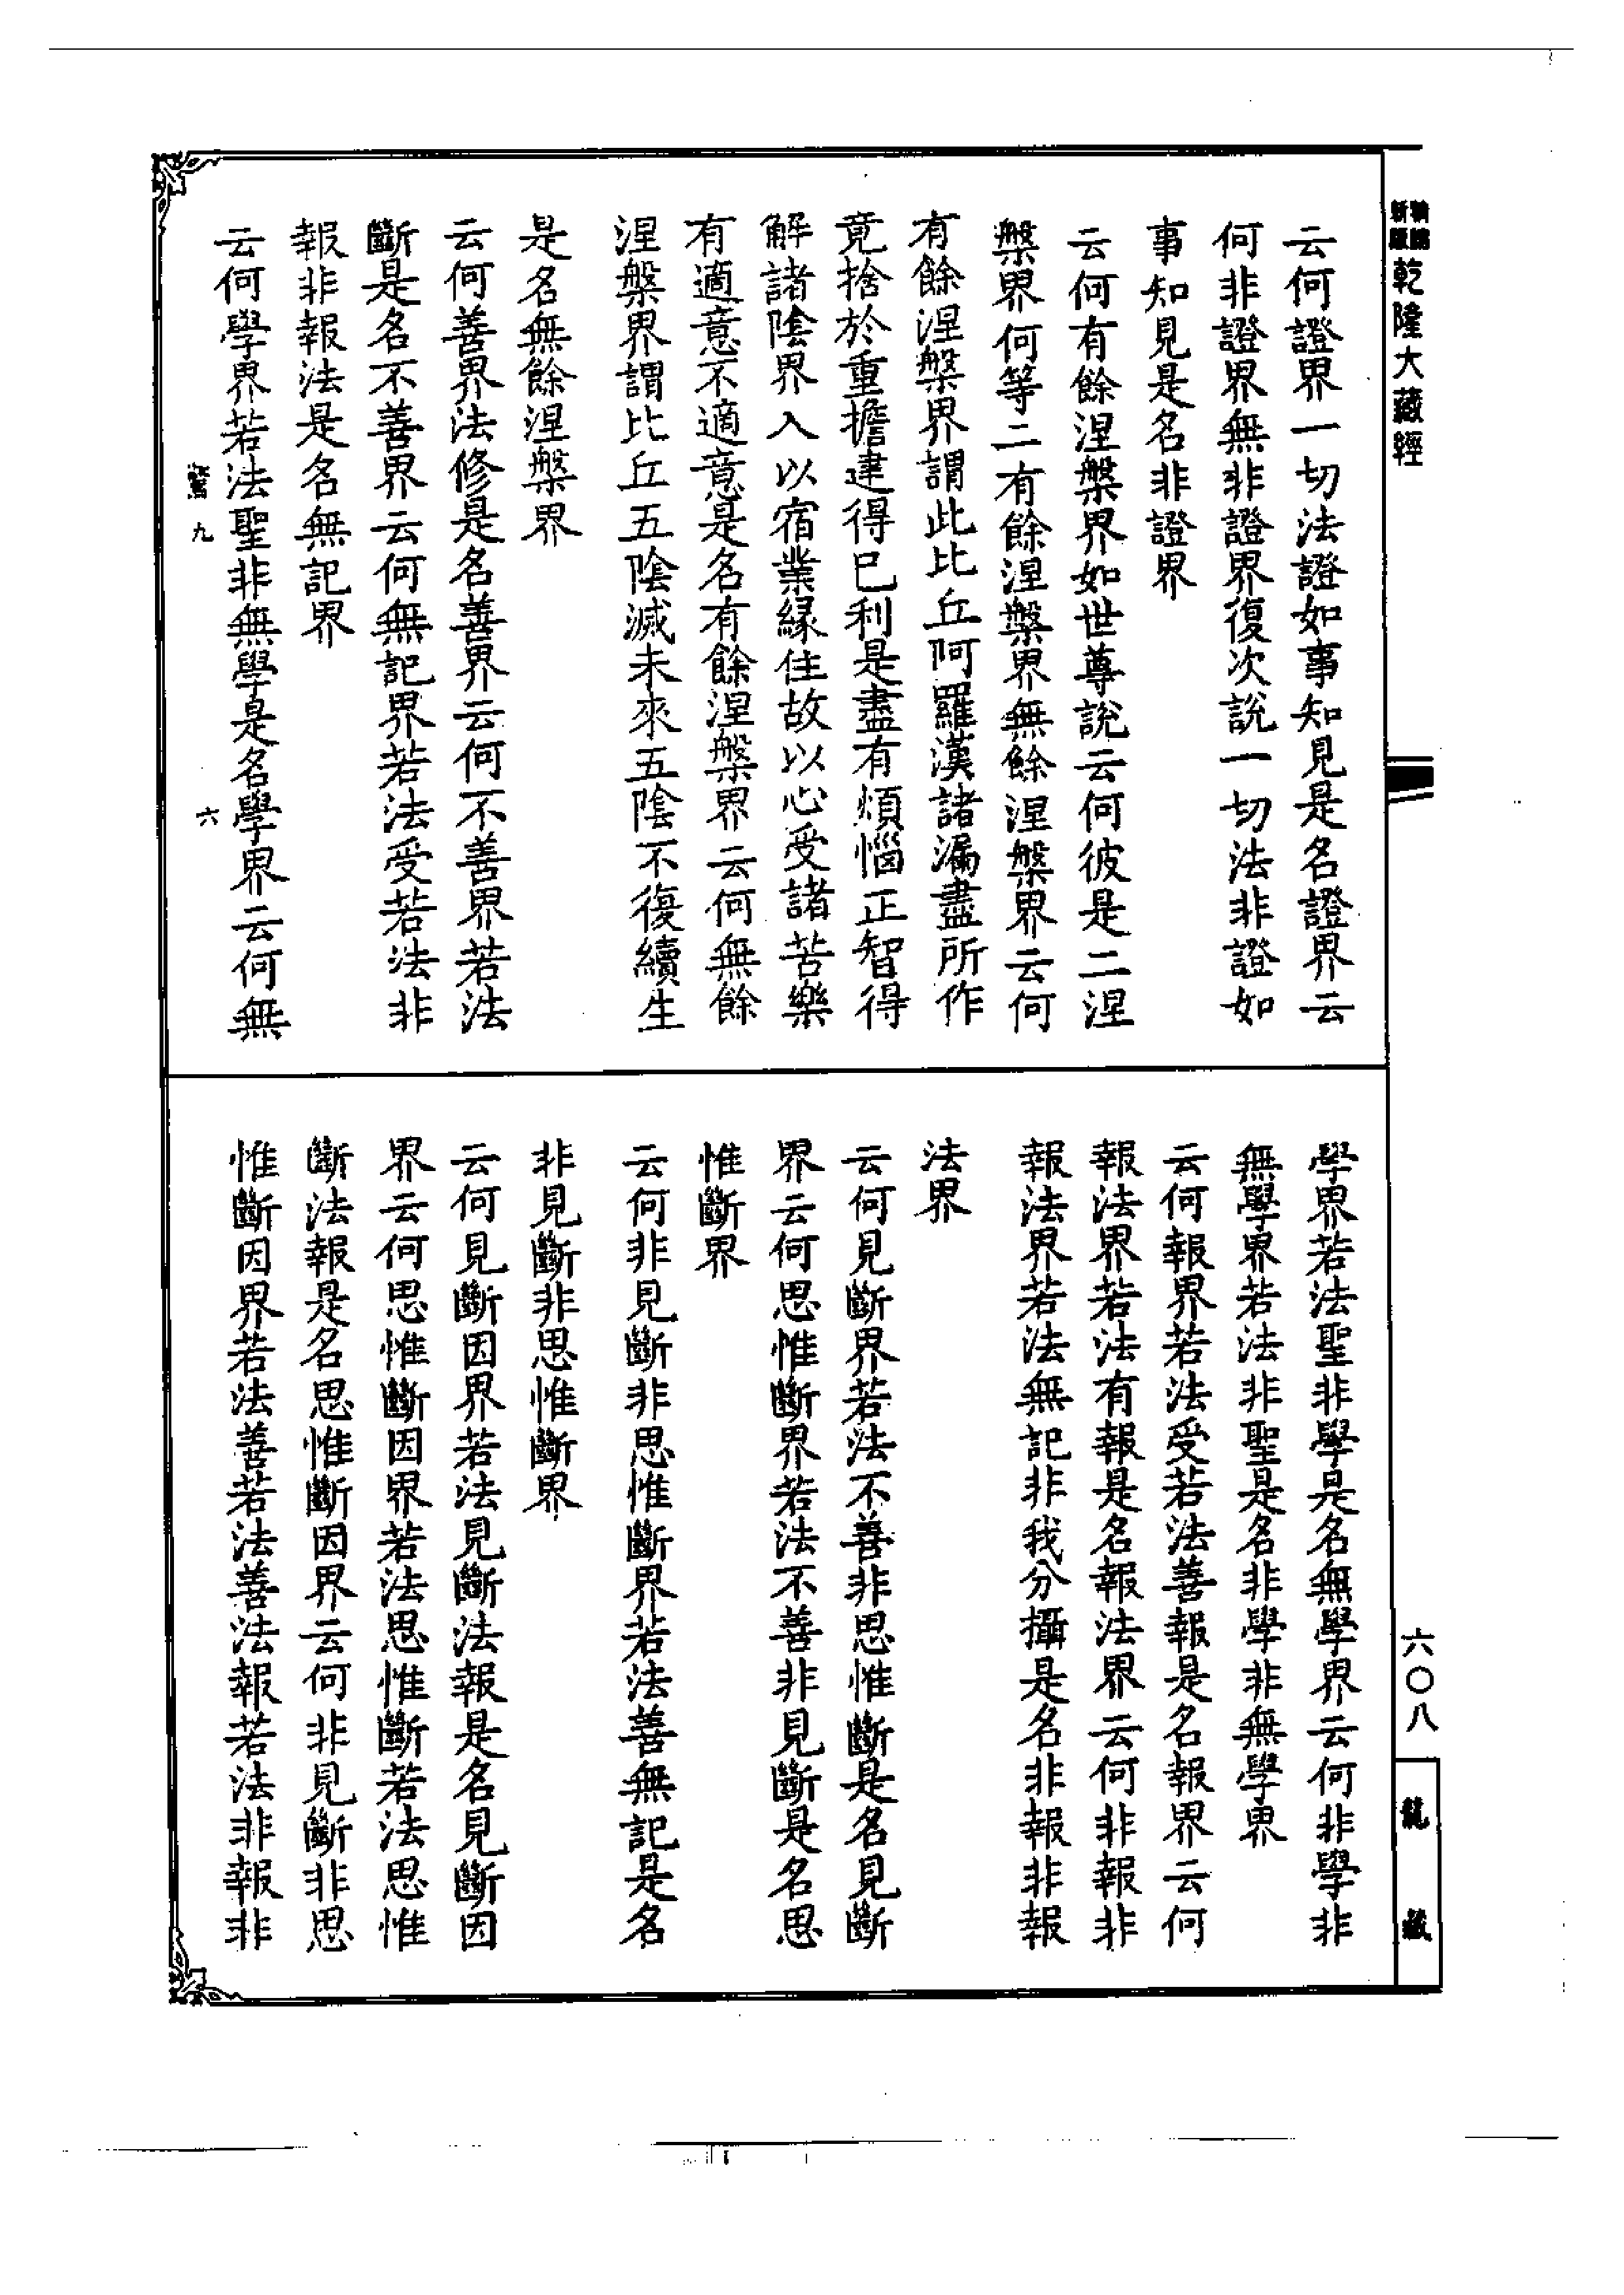 乾隆大藏經
云何證界一切法證如事知見是名證界云
何非證界無非證界復次說一切法非證如
事知見是名非證界
云何有餘涅槃界如世尊說云何彼是二涅
槃界何等二有餘涅槃界無餘涅槃界云何
有餘涅槃界謂此比丘阿羅漢諸漏盡所作
竟捨於重擔逮得已利是盡有煩惱正智得
解諸陰界入以宿業緣住故以心受諸苦樂
有適意不適意是名有餘涅槃界云何無餘
涅槃界謂比丘五陰滅未來五陰不復續生
是名無餘涅槃界
云何善界法修是名善界云何不善界若法
斷是名不善界云何無記界若法受若法非
報非報法是名無記界
云何學界若法聖非無學是名學界云何無
九
六
學界若法聖非學是名無學界云何非學非
無學界若法非聖是名非學非無學界
云何報界若法受若法善報是名報界云何
報法界若法有報是名報法界云何非報非
報法界若法無記非我分攝是名非報非報
法界
云何見斷界若法不善非思惟斷是名見斷
界云何思惟斷界若法不善非見斷是名思
惟斷界
云何非見斷非思惟斷界若法善無記是名
非見斷非思惟斷界
云何見斷因界若法見斷法報是名見斷因
界云何思惟斷因界若法思惟斷若法思惟
斷法報是名思惟斷因界云何非見斷非思
惟斷因界若法善若法善法報若法非報非
六〇八
龍藏